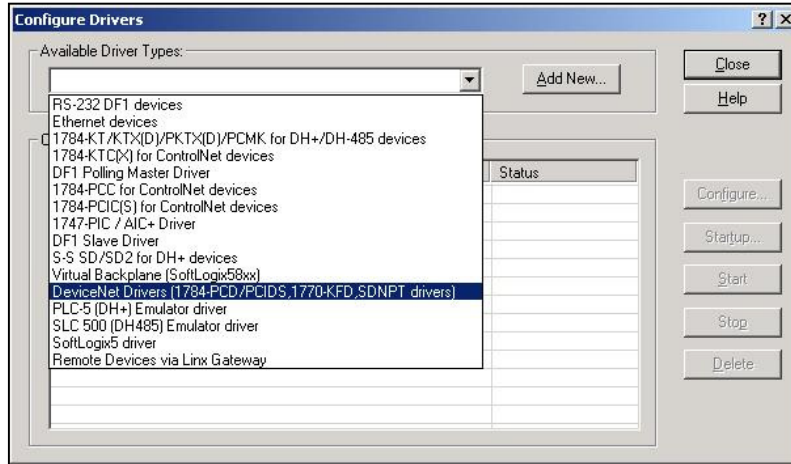 Configure Drivers
Available Driver Types:
Add New...
Close
Help
RS-232 DF1 devices
Ethernet devices
1784-KT/KTX(D)/PKTX(D)/PCMK for DH+/DH-485 devices
1784-KTC(X) for ControlNet devices
DF1 Polling Master Driver
1784-PCC for ControlNet devices
1784-PCIC(S) for ControlNet devices
1747-PIC / AIC+ Driver
DF1 Slave Driver
S-S SD/SD2 for DH+ devices
Virtual Backplane (SoftLogix58xx)
DeviceNet Drivers (1784-PCD/PCIDS,1770-KFD,SDNPT drivers)
PLC-5 (DH+) Emulator driver
SLC 500 (DH485) Emulator driver
SoftLogix5 driver
Remote Devices via Linx Gateway
Status
Configure...
Startup...
Start
Stop
Delete